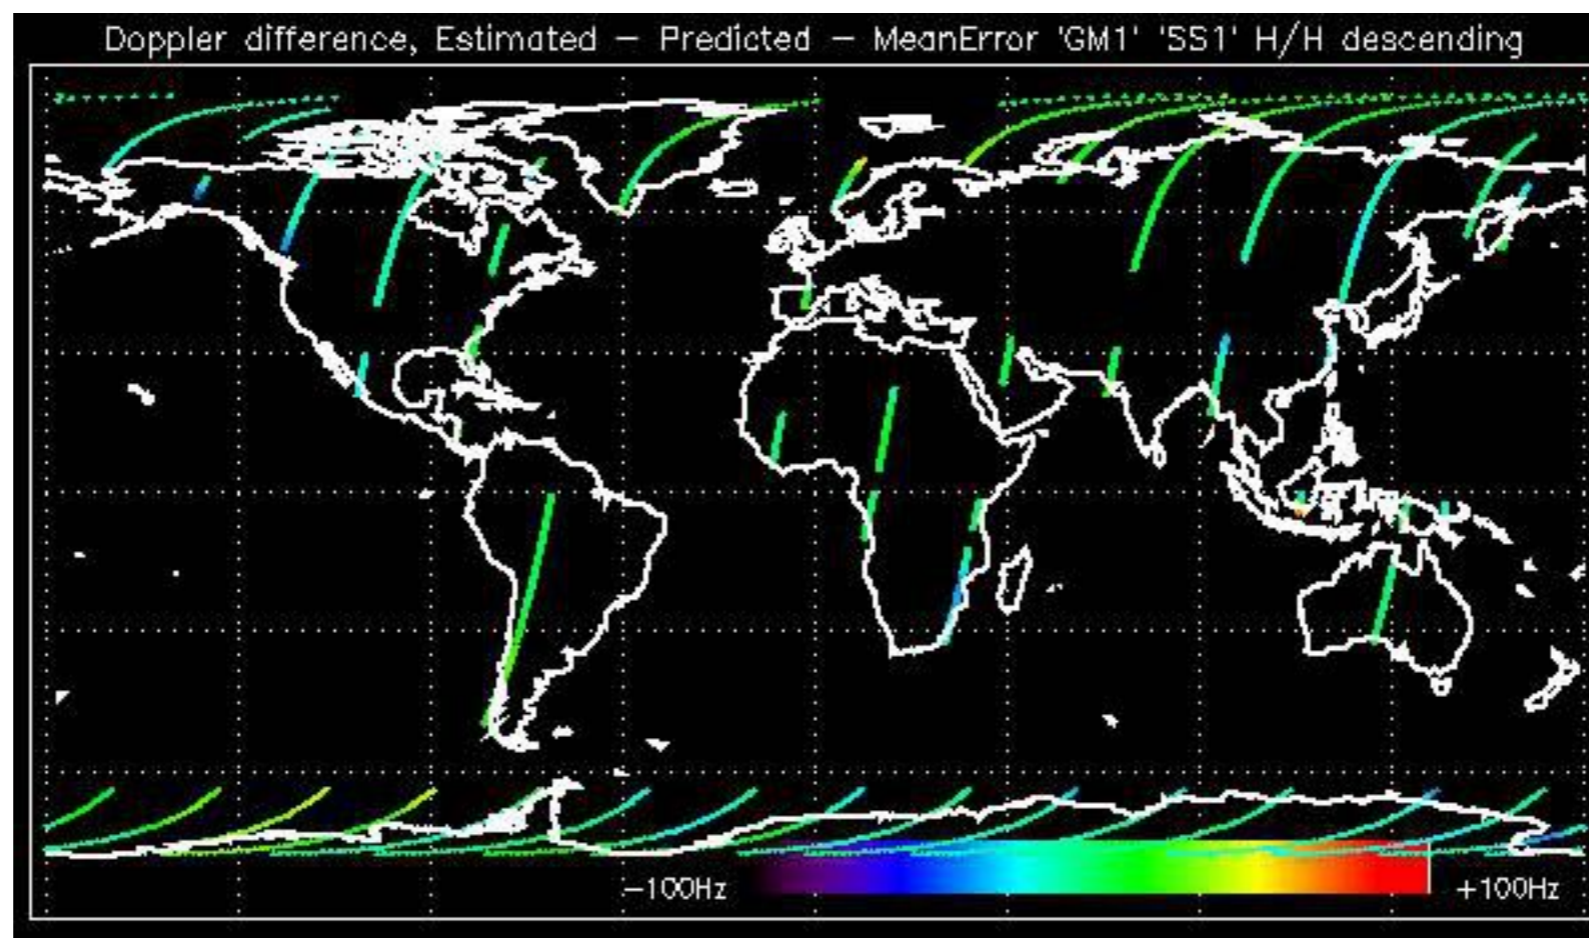 Doppler difference, Estimated – Predicted – MeanError 'GM1' 'SS1' H/H descending
–100Hz
+100Hz